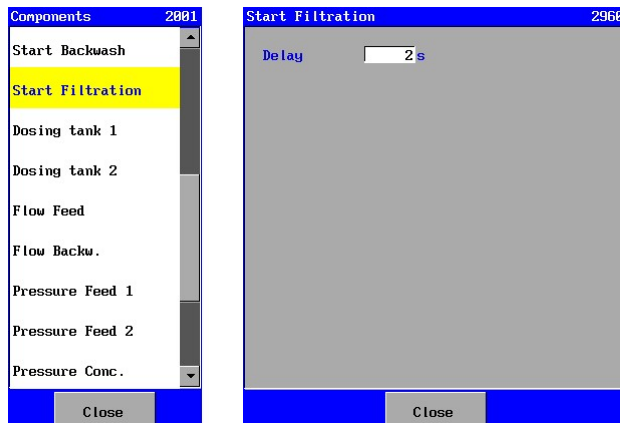 Components 2001
Start Backwash
Start Filtration
Dosing tank 1
Dosing tank 2
Flow Feed
Flow Backw.
Pressure Feed 1
Pressure Feed 2
Pressure Conc.
Close
Start Filtration 2960
Delay 2 s
Close